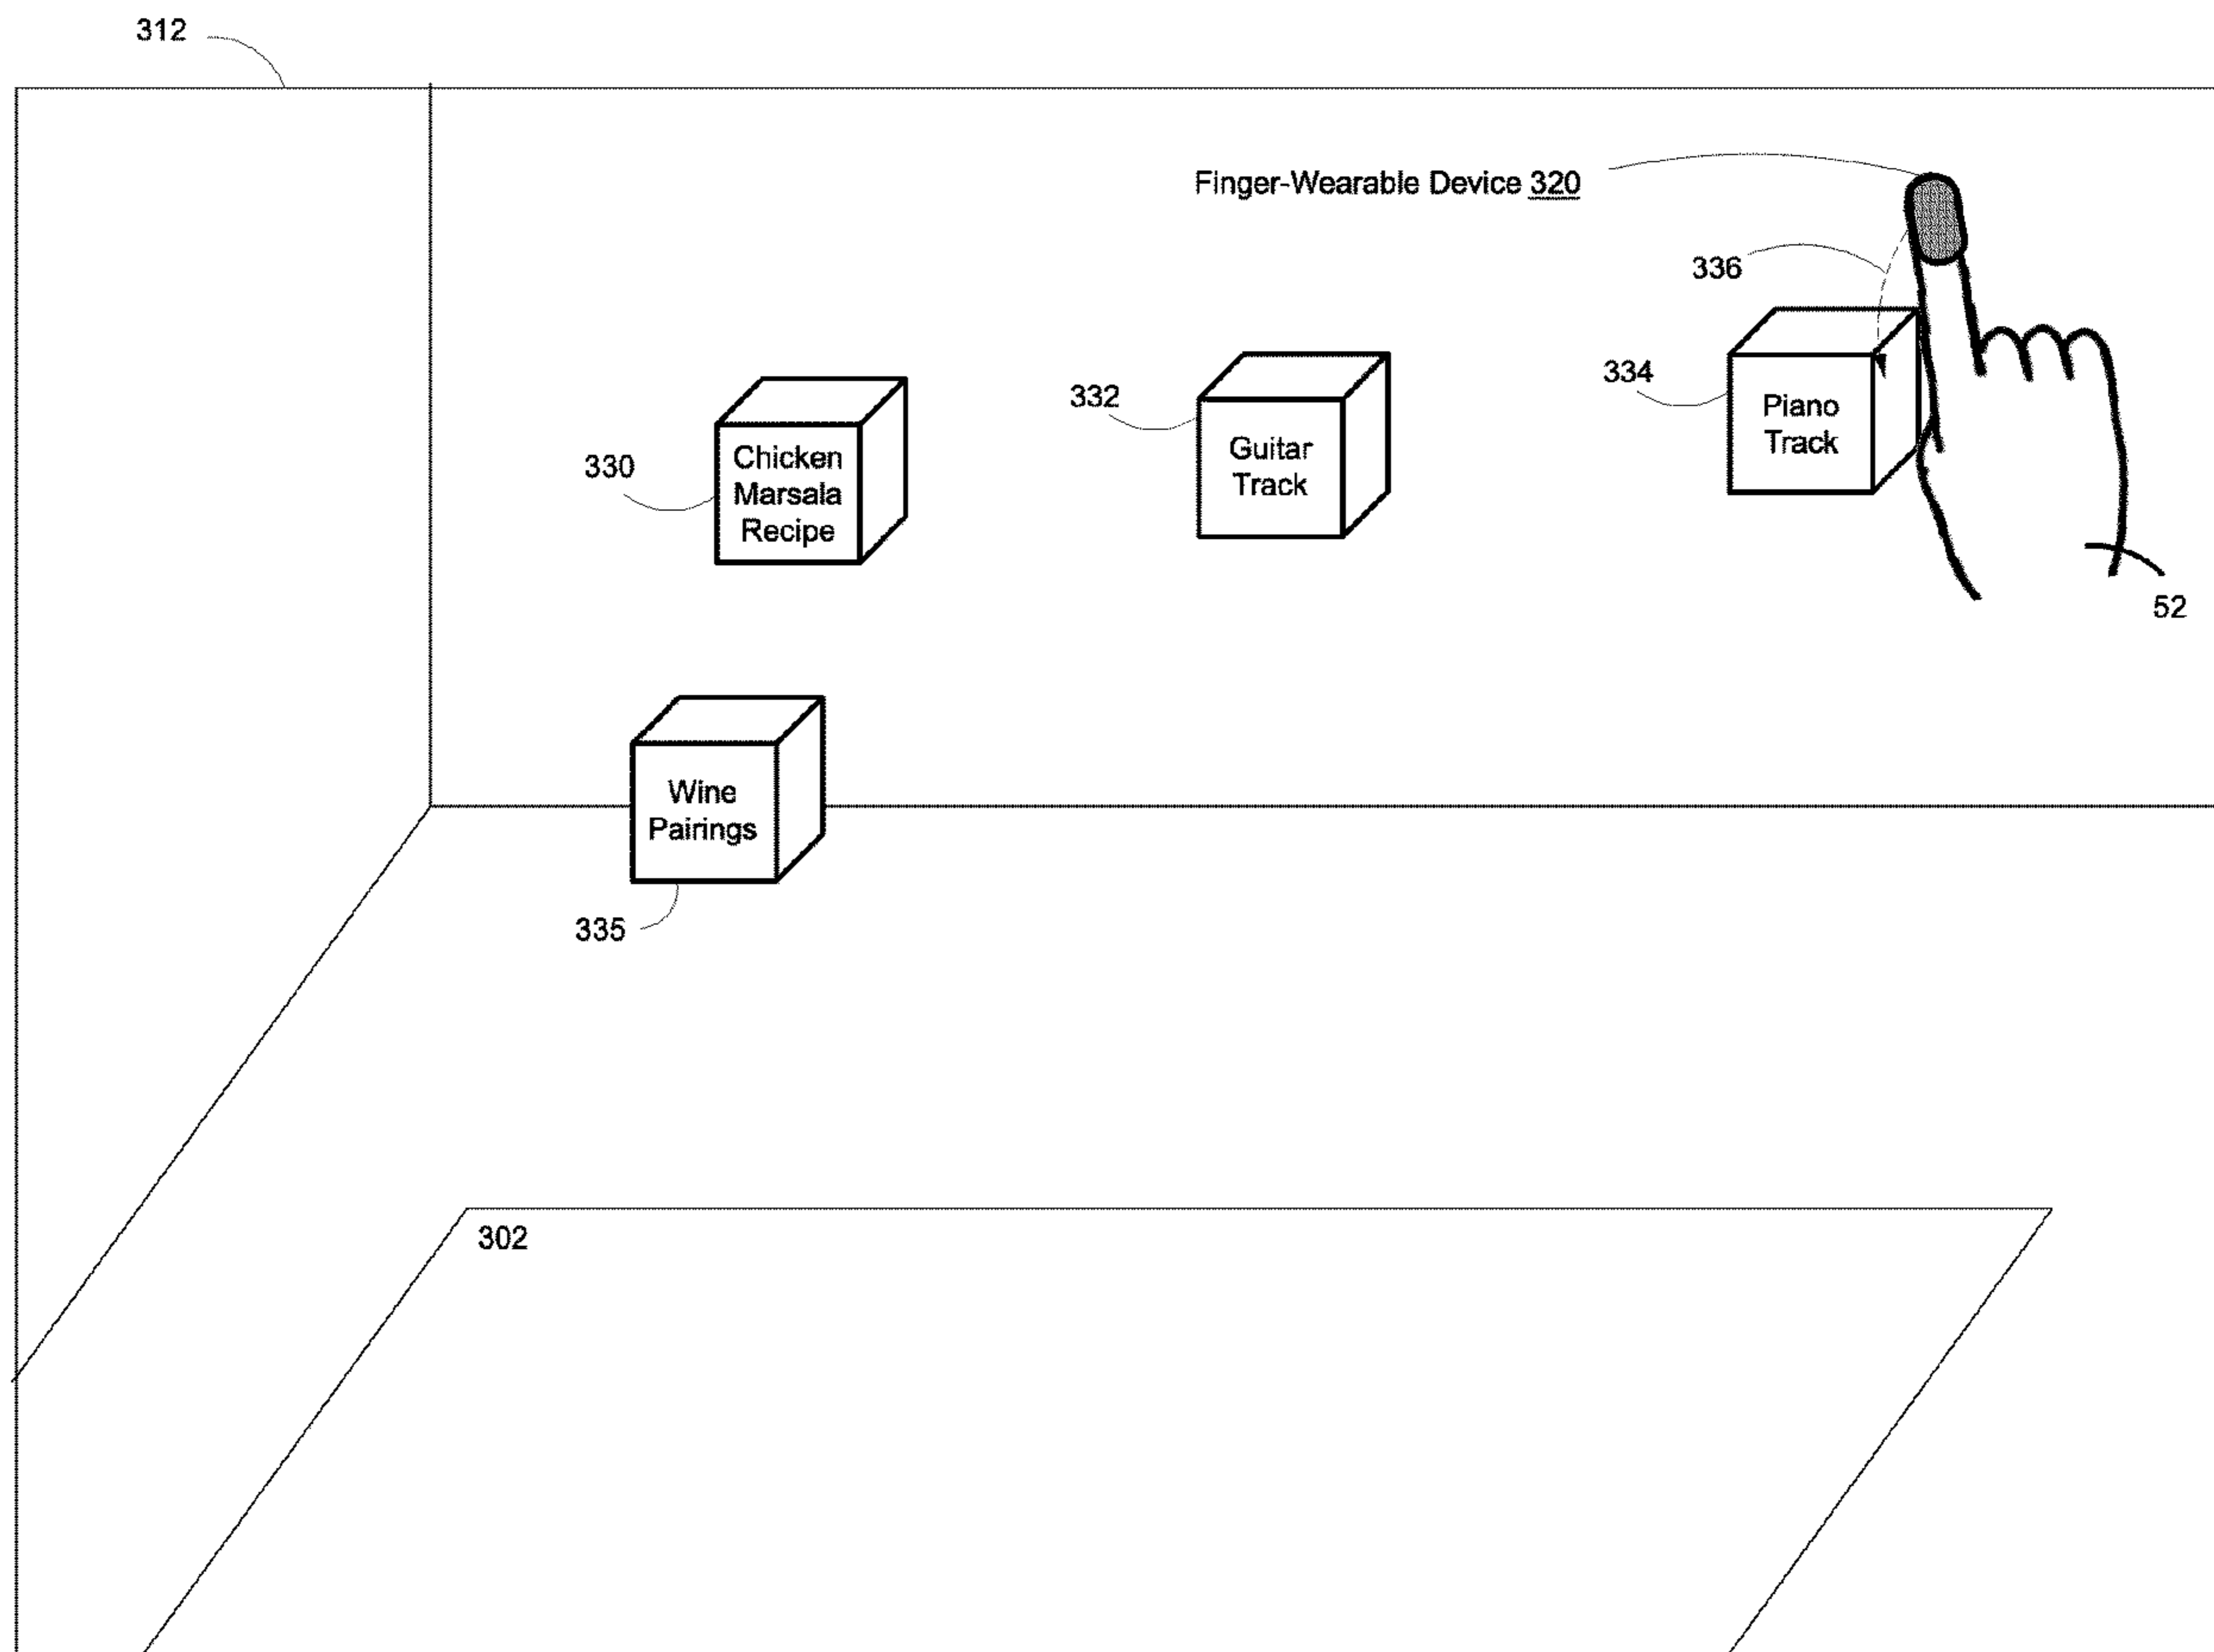 312
Finger-Wearable Device 320
336
334
Piano
Track
332
Guitar
Track
330
Chicken
Marsala
Recipe
52
Wine
Pairings
335
302